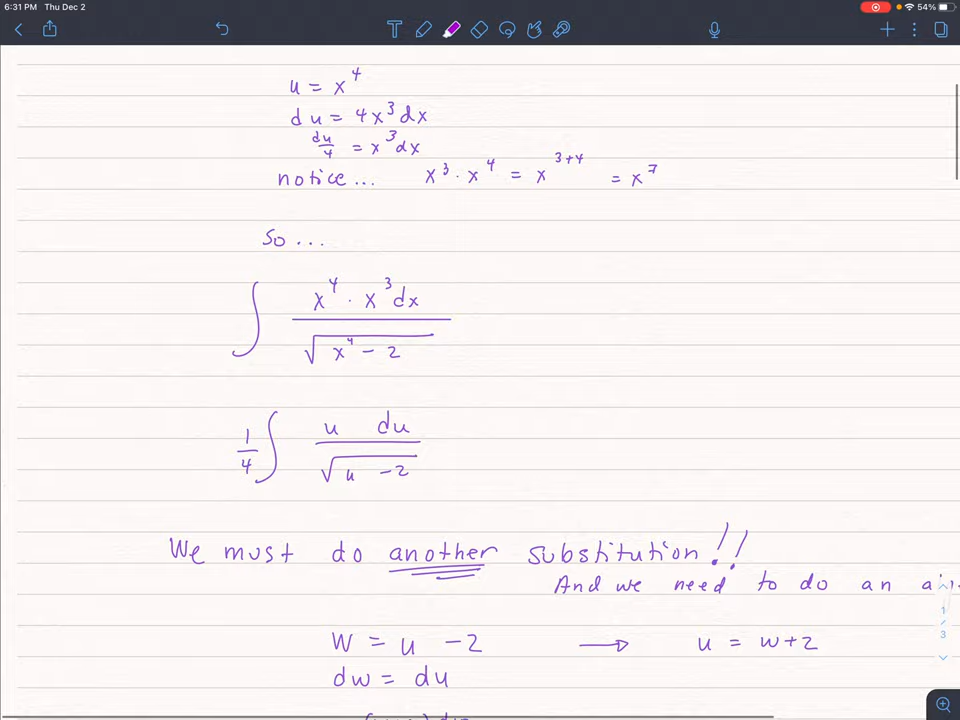 6:31 PM Thu Dec 2 54%
u = x^4
du = 4x^3 dx
du/4 = x^3 dx
notice... x^3 · x^4 = x^{3+4} = x^7
So ...
∫ x^4 · x^3 dx / √(x^4 - 2)
1/4 ∫ u du / √(u - 2)
We must do another substitution!!
And we need to do an
W = u - 2 → u = w+2
dw = du
1 / 3